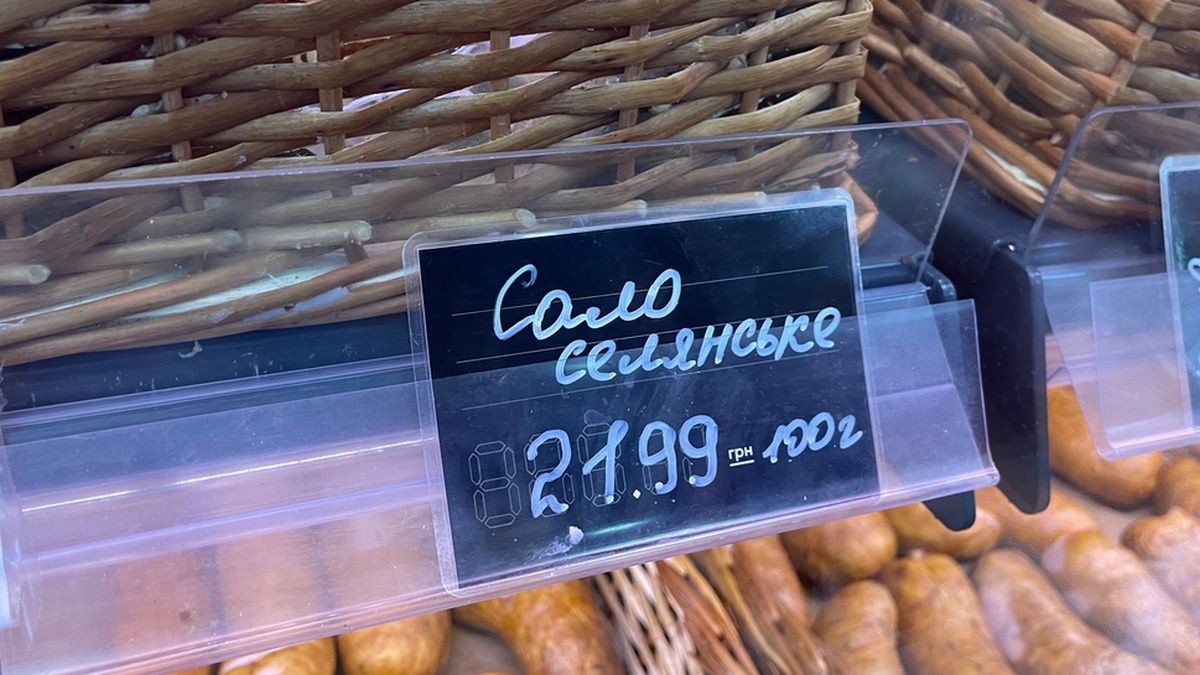 Сало
селянське
21.99 грн 100г